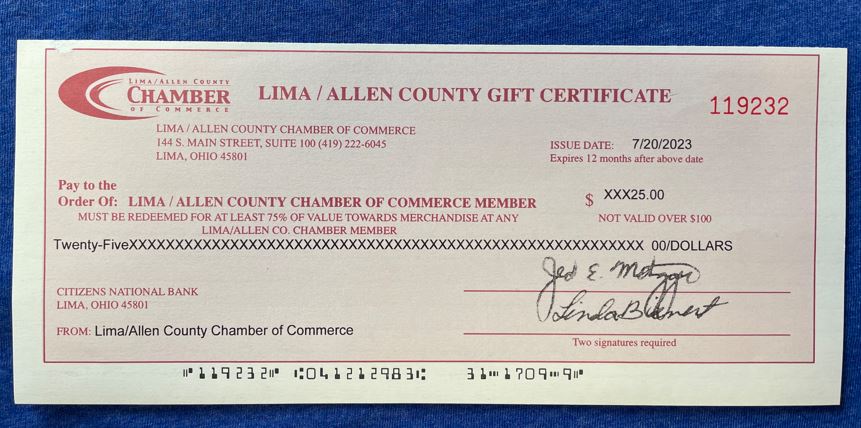 LIMA/ALLEN COUNTY
CHAMBER
OF COMMERCE
LIMA / ALLEN COUNTY GIFT CERTIFICATE
119232
LIMA / ALLEN COUNTY CHAMBER OF COMMERCE
144 S. MAIN STREET, SUITE 100 (419) 222-6045
LIMA, OHIO 45801
ISSUE DATE: 7/20/2023
Expires 12 months after above date
Pay to the
Order Of: LIMA / ALLEN COUNTY CHAMBER OF COMMERCE MEMBER
$ XXX25.00
MUST BE REDEEMED FOR AT LEAST 75% OF VALUE TOWARDS MERCHANDISE AT ANY
LIMA/ALLEN CO. CHAMBER MEMBER
NOT VALID OVER $100
Twenty-FiveXXXXXXXXXXXXXXXXXXXXXXXXXXXXXXXXXXXXXXXXXXXXXXXXXXXXXXXXX 00/DOLLARS
Jed E. Metzger
CITIZENS NATIONAL BANK
LIMA, OHIO 45801
Linda Bienert
FROM: Lima/Allen County Chamber of Commerce
Two signatures required
⑈119232⑈ ⑆041212983⑆ 31⑉1709⑉9⑈